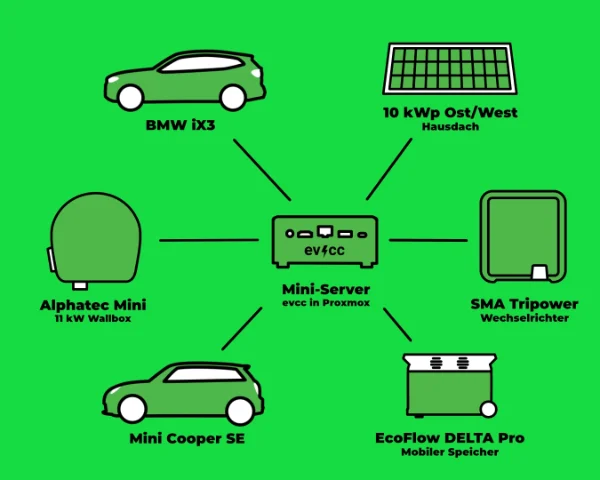 BMW iX3
10 kWp Ost/West
Hausdach
evcc
Alphatec Mini
11 kW Wallbox
Mini-Server
evcc in Proxmox
SMA Tripower
Wechselrichter
Mini Cooper SE
EcoFlow DELTA Pro
Mobiler Speicher